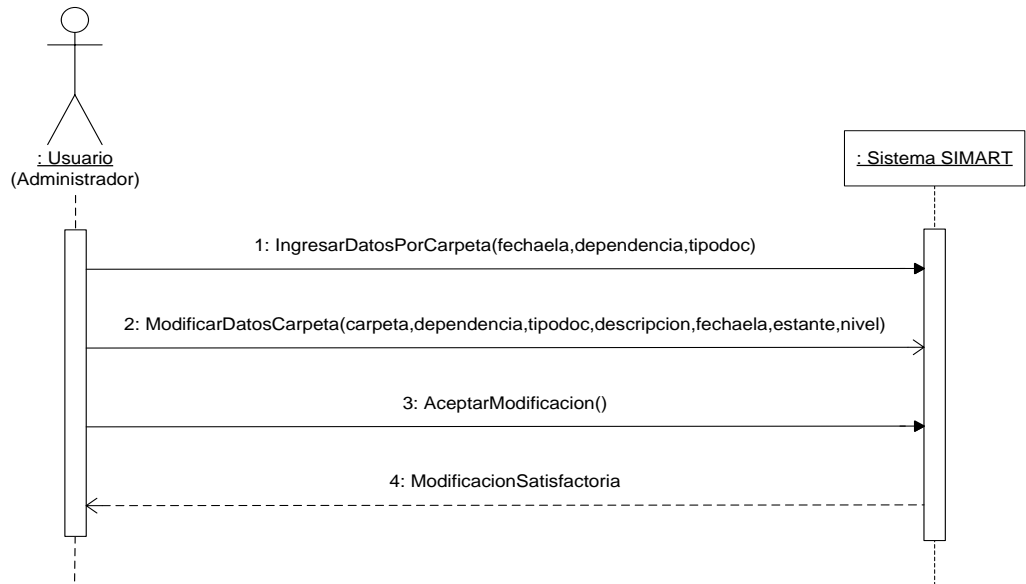 : Usuario
(Administrador)
: Sistema SIMART
1: IngresarDatosPorCarpeta(fechaela,dependencia,tipodoc)
2: ModificarDatosCarpeta(carpeta,dependencia,tipodoc,descripcion,fechaela,estante,nivel)
3: AceptarModificacion()
4: ModificacionSatisfactoria